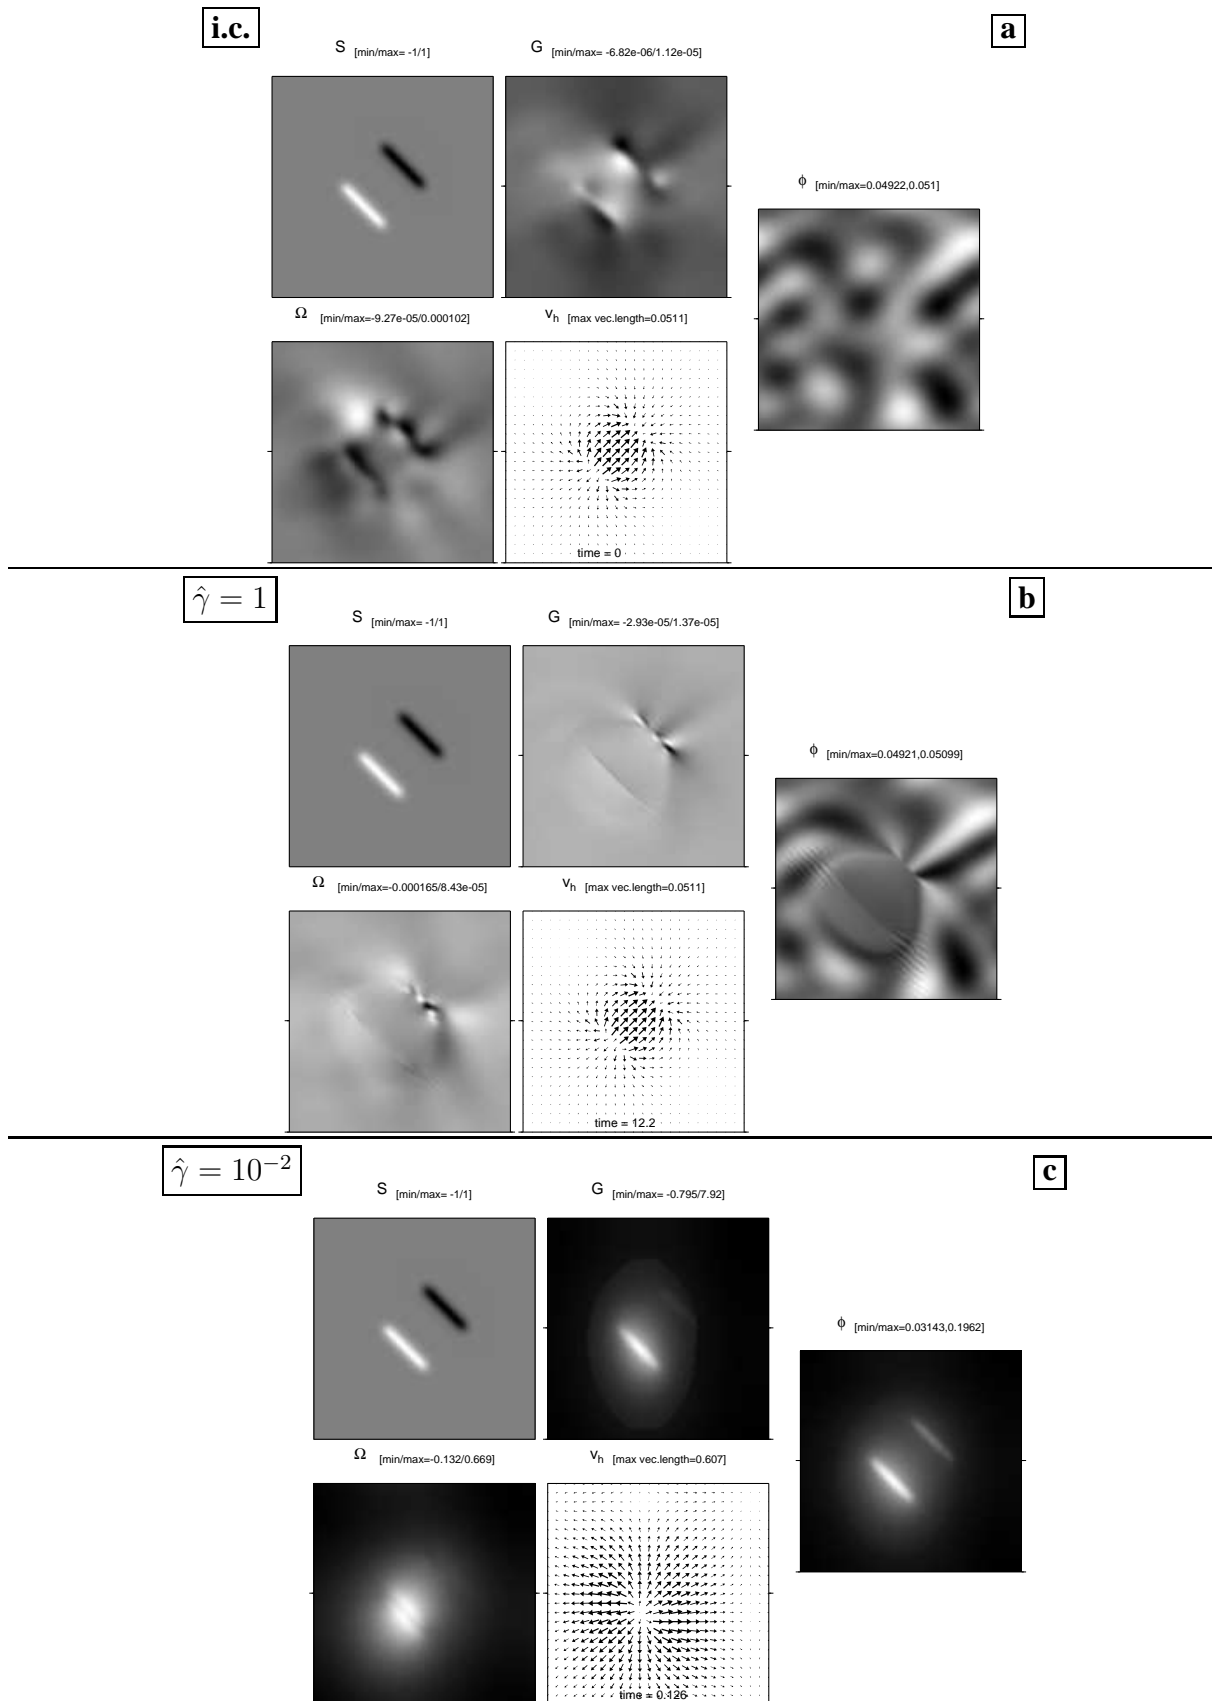 i.c.
a
S [min/max= -1/1]
G [min/max= -6.82e-06/1.12e-05]
ϕ [min/max=0.04922,0.051]
Ω [min/max=-9.27e-05/0.000102]
v_h [max vec.length=0.0511]
time = 0
γ̂ = 1
b
S [min/max= -1/1]
G [min/max= -2.93e-05/1.37e-05]
ϕ [min/max=0.04921,0.05099]
Ω [min/max=-0.000165/8.43e-05]
v_h [max vec.length=0.0511]
time = 12.2
γ̂ = 10⁻²
c
S [min/max= -1/1]
G [min/max= -0.795/7.92]
ϕ [min/max=0.03143,0.1962]
Ω [min/max=-0.132/0.669]
v_h [max vec.length=0.607]
time = 0.126